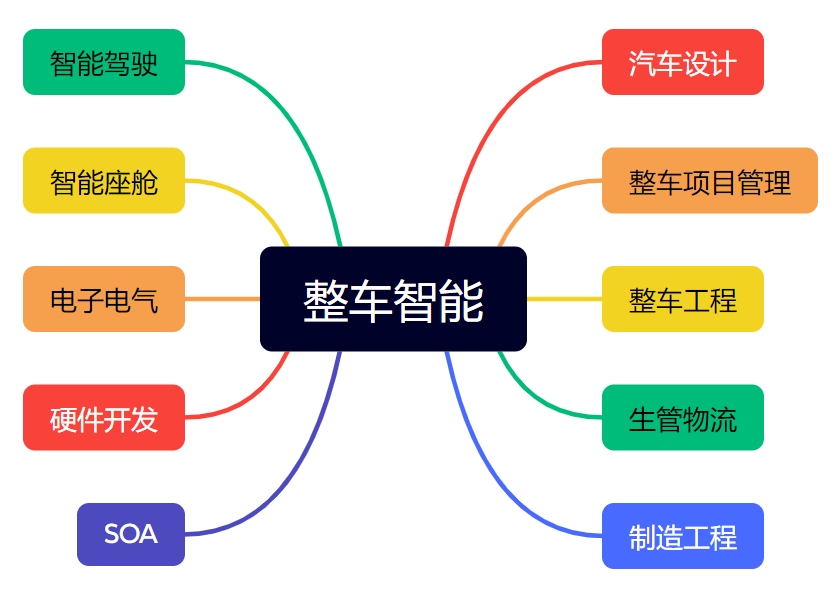 智能驾驶
智能座舱
电子电气
硬件开发
SOA
整车智能
汽车设计
整车项目管理
整车工程
生管物流
制造工程